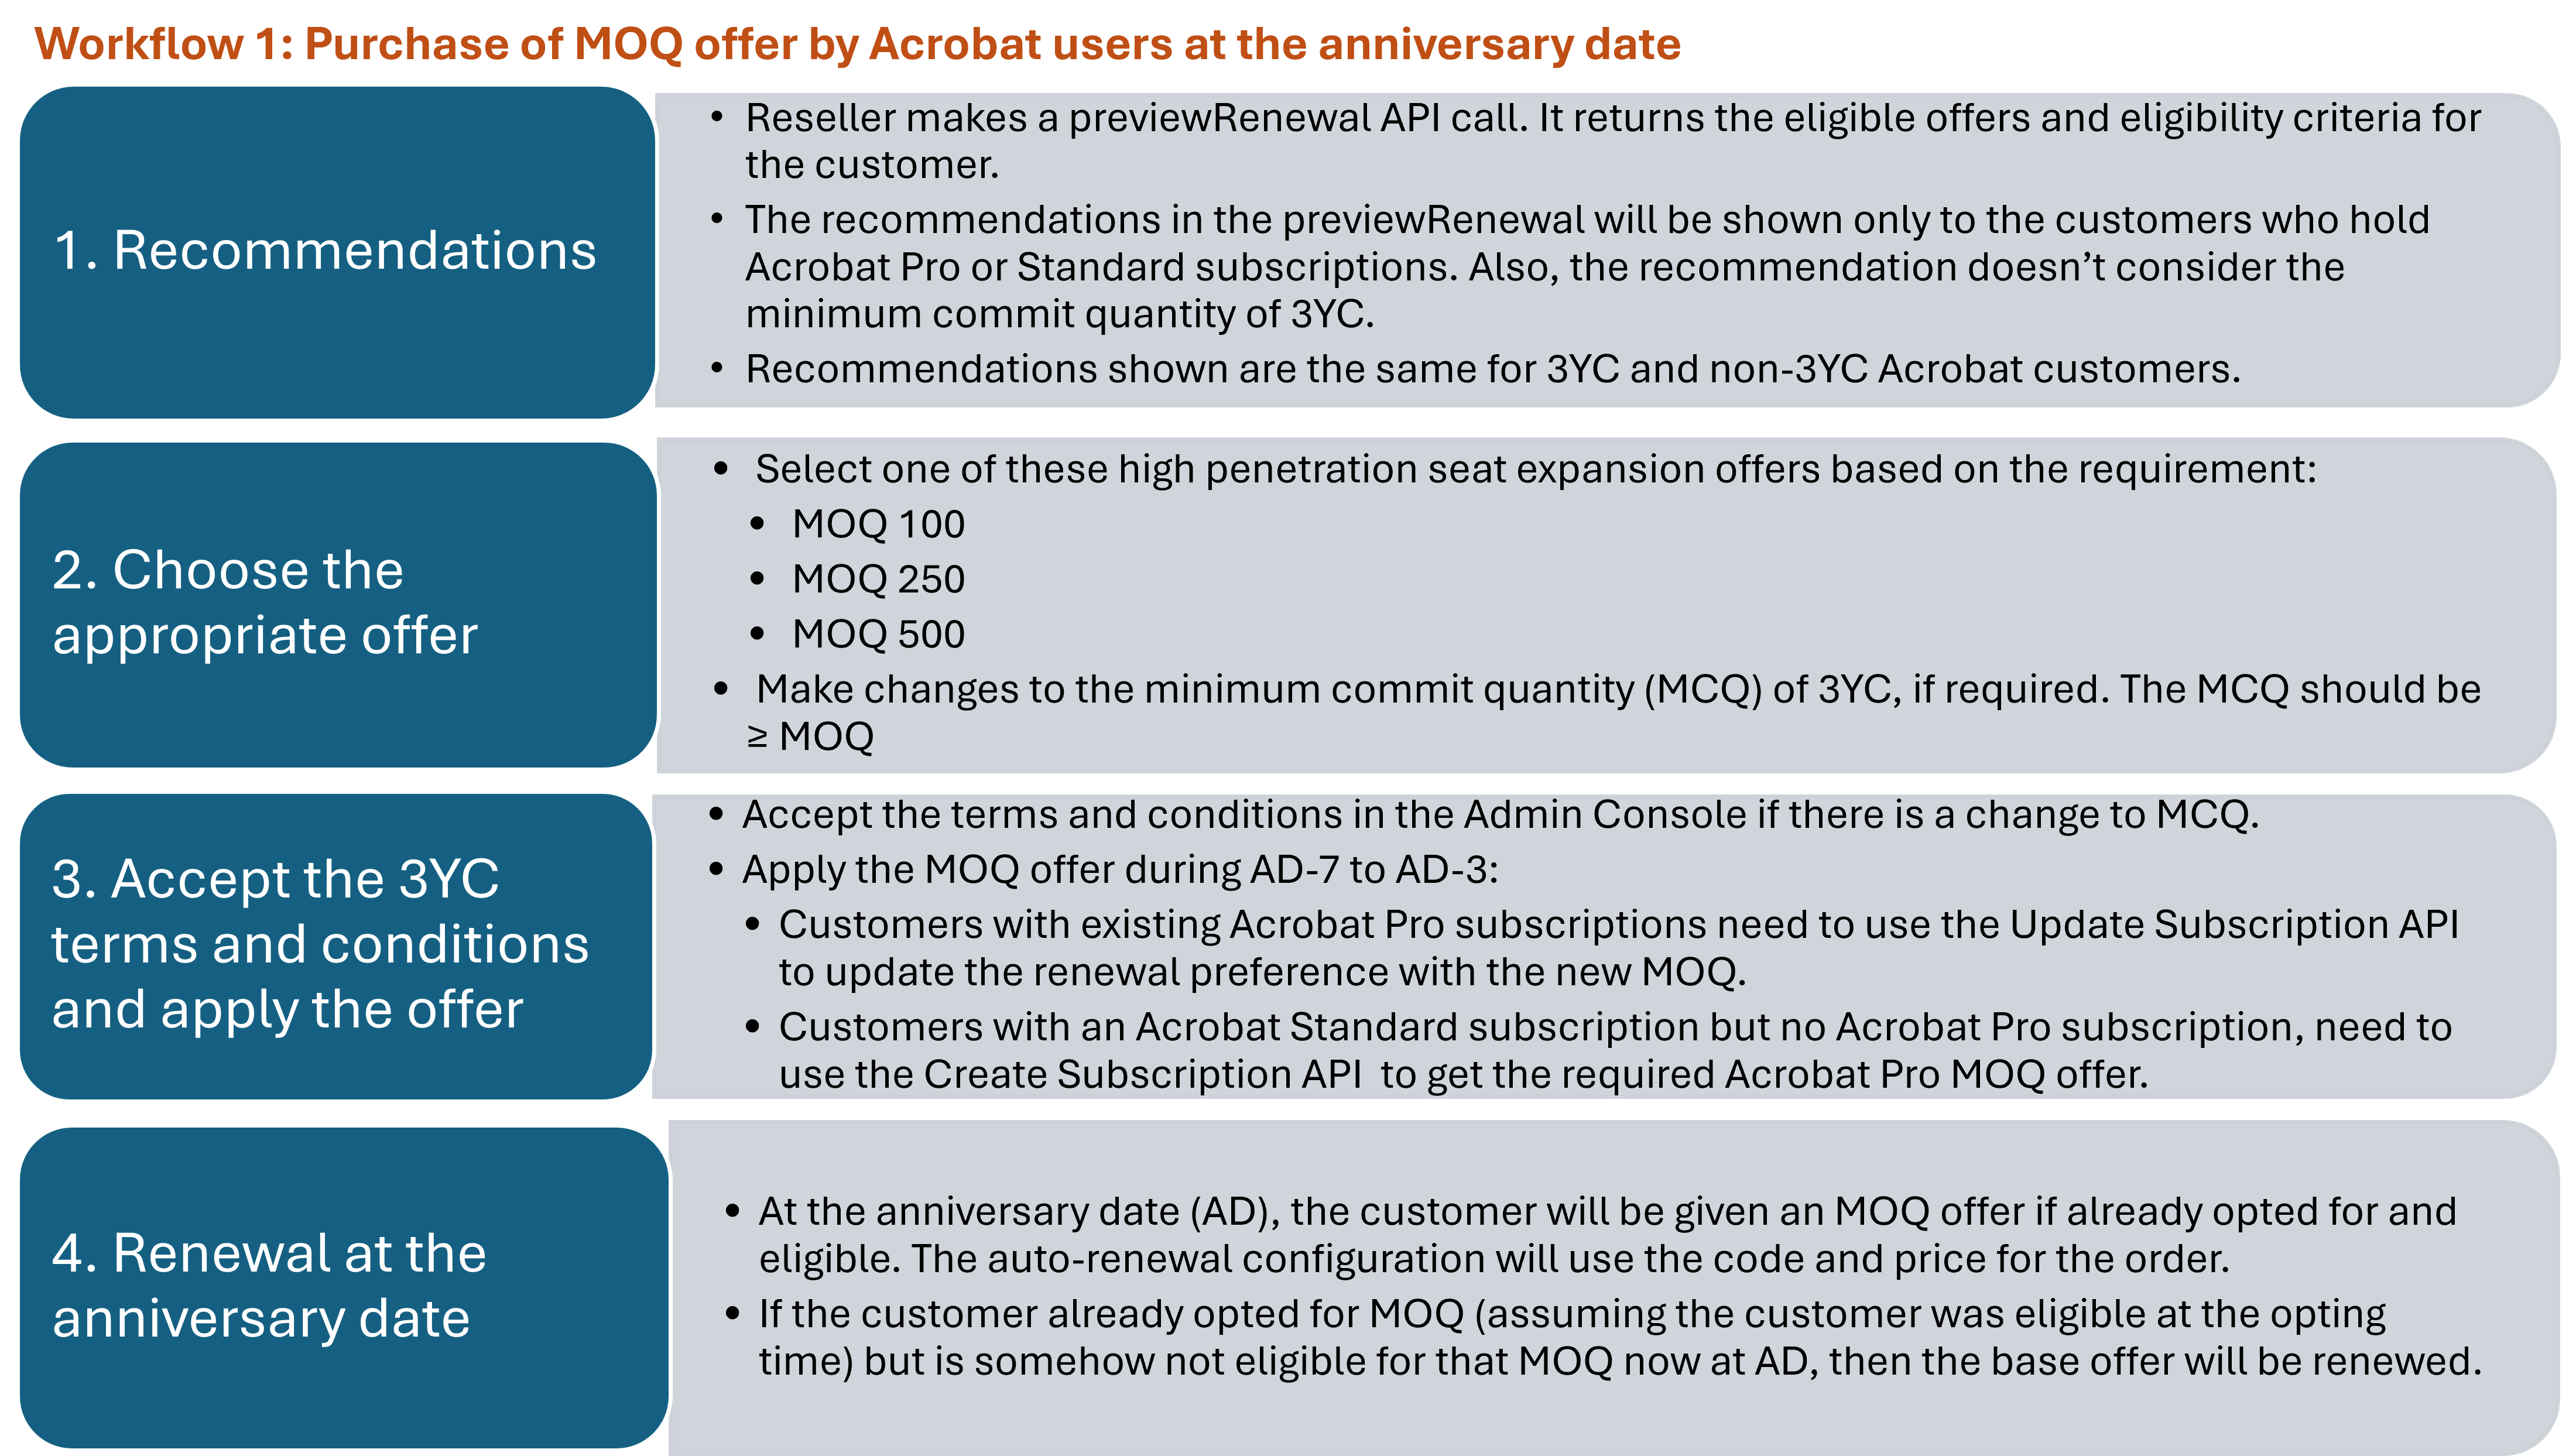 Workflow 1: Purchase of MOQ offer by Acrobat users at the anniversary date
1. Recommendations
• Reseller makes a previewRenewal API call. It returns the eligible offers and eligibility criteria for
the customer.
• The recommendations in the previewRenewal will be shown only to the customers who hold
Acrobat Pro or Standard subscriptions. Also, the recommendation doesn’t consider the
minimum commit quantity of 3YC.
• Recommendations shown are the same for 3YC and non-3YC Acrobat customers.
2. Choose the
appropriate offer
• Select one of these high penetration seat expansion offers based on the requirement:
• MOQ 100
• MOQ 250
• MOQ 500
• Make changes to the minimum commit quantity (MCQ) of 3YC, if required. The MCQ should be
≥ MOQ
3. Accept the 3YC
terms and conditions
and apply the offer
• Accept the terms and conditions in the Admin Console if there is a change to MCQ.
• Apply the MOQ offer during AD-7 to AD-3:
• Customers with existing Acrobat Pro subscriptions need to use the Update Subscription API
to update the renewal preference with the new MOQ.
• Customers with an Acrobat Standard subscription but no Acrobat Pro subscription, need to
use the Create Subscription API to get the required Acrobat Pro MOQ offer.
4. Renewal at the
anniversary date
• At the anniversary date (AD), the customer will be given an MOQ offer if already opted for and
eligible. The auto-renewal configuration will use the code and price for the order.
• If the customer already opted for MOQ (assuming the customer was eligible at the opting
time) but is somehow not eligible for that MOQ now at AD, then the base offer will be renewed.